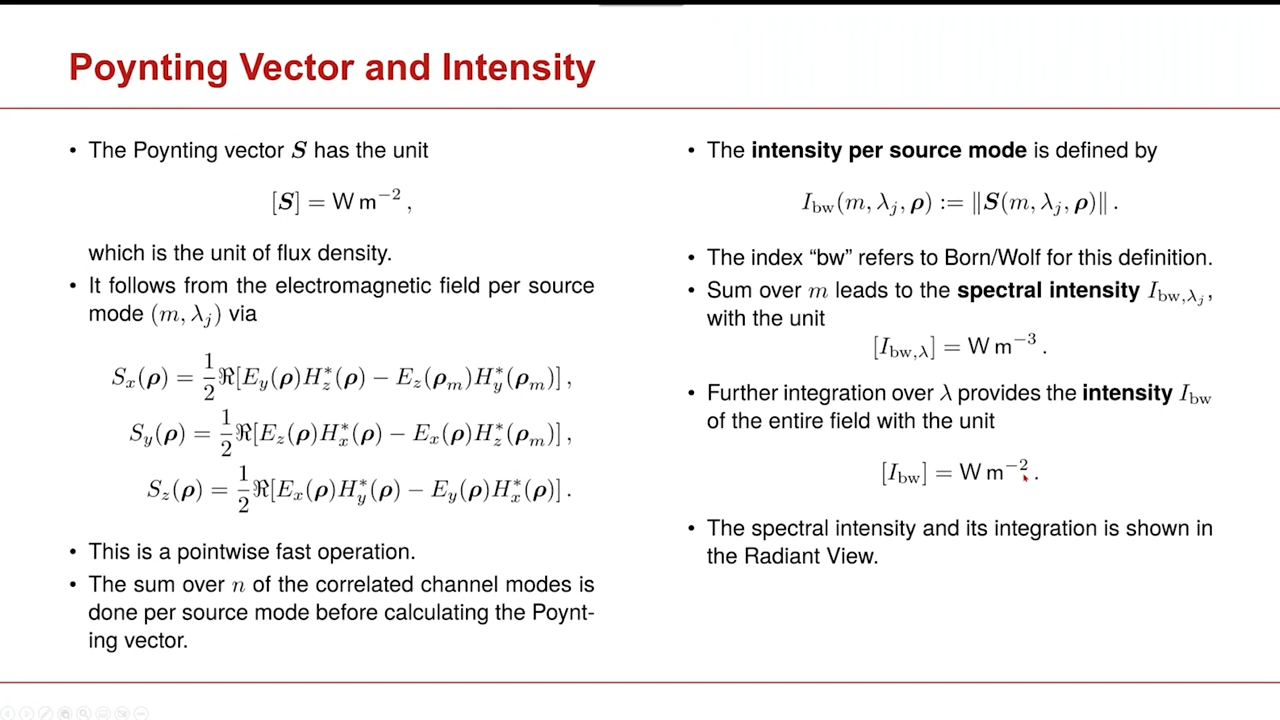 Poynting Vector and Intensity
• The Poynting vector S has the unit
[S] = W m⁻² ,
which is the unit of flux density.
• It follows from the electromagnetic field per source
mode (m, λⱼ) via
Sₓ(ρ) = 1/2 ℜ[E_y(ρ)H_z*(ρ) − E_z(ρₘ)H_y*(ρₘ)] ,
S_y(ρ) = 1/2 ℜ[E_z(ρ)H_x*(ρ) − E_x(ρ)H_z*(ρₘ)] ,
S_z(ρ) = 1/2 ℜ[E_x(ρ)H_y*(ρ) − E_y(ρ)H_x*(ρ)] .
• This is a pointwise fast operation.
• The sum over n of the correlated channel modes is
done per source mode before calculating the Poynt-
ing vector.
• The intensity per source mode is defined by
I_bw(m, λⱼ, ρ) := ‖S(m, λⱼ, ρ)‖ .
• The index “bw” refers to Born/Wolf for this definition.
• Sum over m leads to the spectral intensity I_bw,λⱼ,
with the unit
[I_bw,λ] = W m⁻³ .
• Further integration over λ provides the intensity I_bw
of the entire field with the unit
[I_bw] = W m⁻² .
• The spectral intensity and its integration is shown in
the Radiant View.